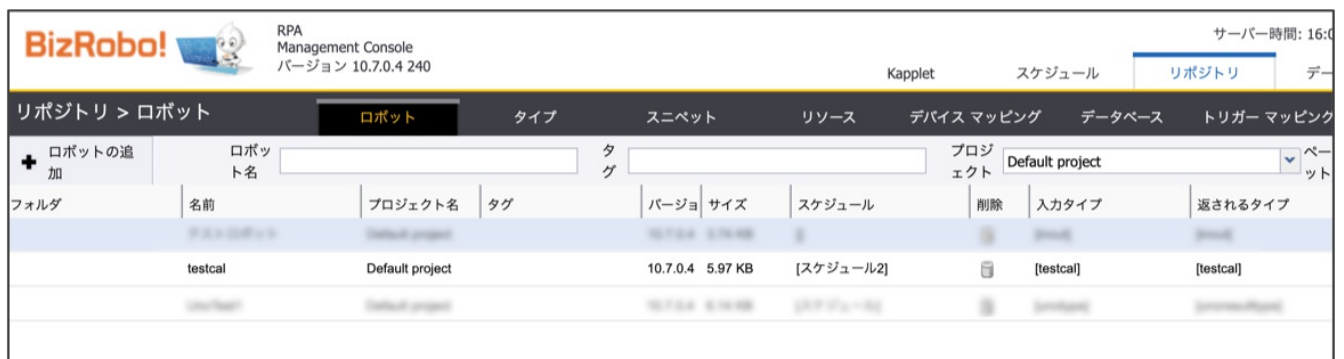 BizRobo!
RPA
Management Console
バージョン 10.7.0.4 240
サーバー時間: 16:0
Kapplet スケジュール リポジトリ デー
リポジトリ > ロボット ロボット タイプ スニペット リソース デバイス マッピング データベース トリガー マッピング
ロボットの追
加
ロボッ
ト名
タ
グ
プロジ
ェクト
Default project
ペー
ット
フォルダ 名前 プロジェクト名 タグ バージョ サイズ スケジュール 削除 入力タイプ 返されるタイプ
testcal Default project 10.7.0.4 5.97 KB [スケジュール2] [testcal] [testcal]